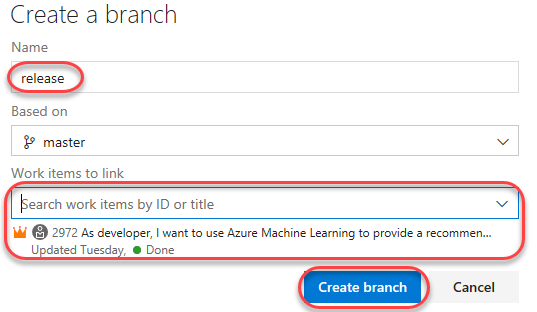 Create a branch
Name
release
Based on
master
Work items to link
Search work items by ID or title
2972 As developer, I want to use Azure Machine Learning to provide a recommen...
Updated Tuesday, Done
Create branch Cancel